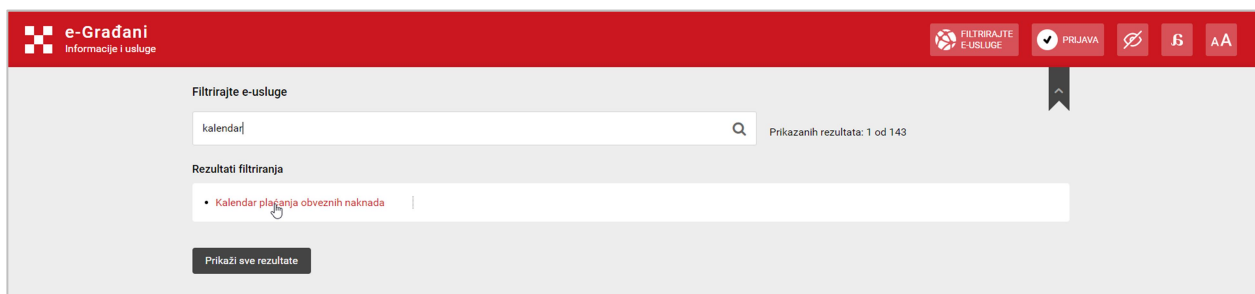 e-Građani
Informacije i usluge
FILTRIRAJTE
E-USLUGE
PRIJAVA
AA
Filtrirajte e-usluge
kalendar
Prikazanih rezultata: 1 od 143
Rezultati filtriranja
• Kalendar plaćanja obveznih naknada
Prikaži sve rezultate